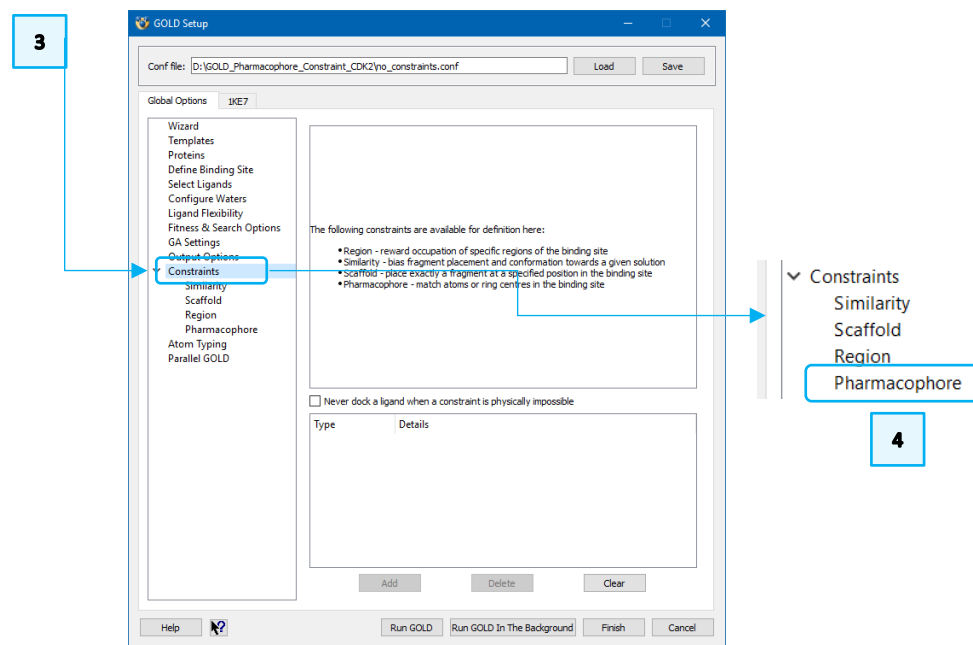 3
GOLD Setup
Conf file: D:\GOLD_Pharmacophore_Constraint_CDK2\no_constraints.conf Load Save
Global Options 1KE7
Wizard
Templates
Proteins
Define Binding Site
Select Ligands
Configure Waters
Ligand Flexibility
Fitness & Search Options
GA Settings
Output Options
Constraints
Similarity
Scaffold
Region
Pharmacophore
Atom Typing
Parallel GOLD
The following constraints are available for definition here:
•Region - reward occupation of specific regions of the binding site
•Similarity - bias fragment placement and conformation towards a given solution
•Scaffold - place exactly a fragment at a specified position in the binding site
•Pharmacophore - match atoms or ring centres in the binding site
Never dock a ligand when a constraint is physically impossible
Type Details
Add Delete Clear
Help Run GOLD Run GOLD In The Background Finish Cancel
Constraints
Similarity
Scaffold
Region
Pharmacophore
4